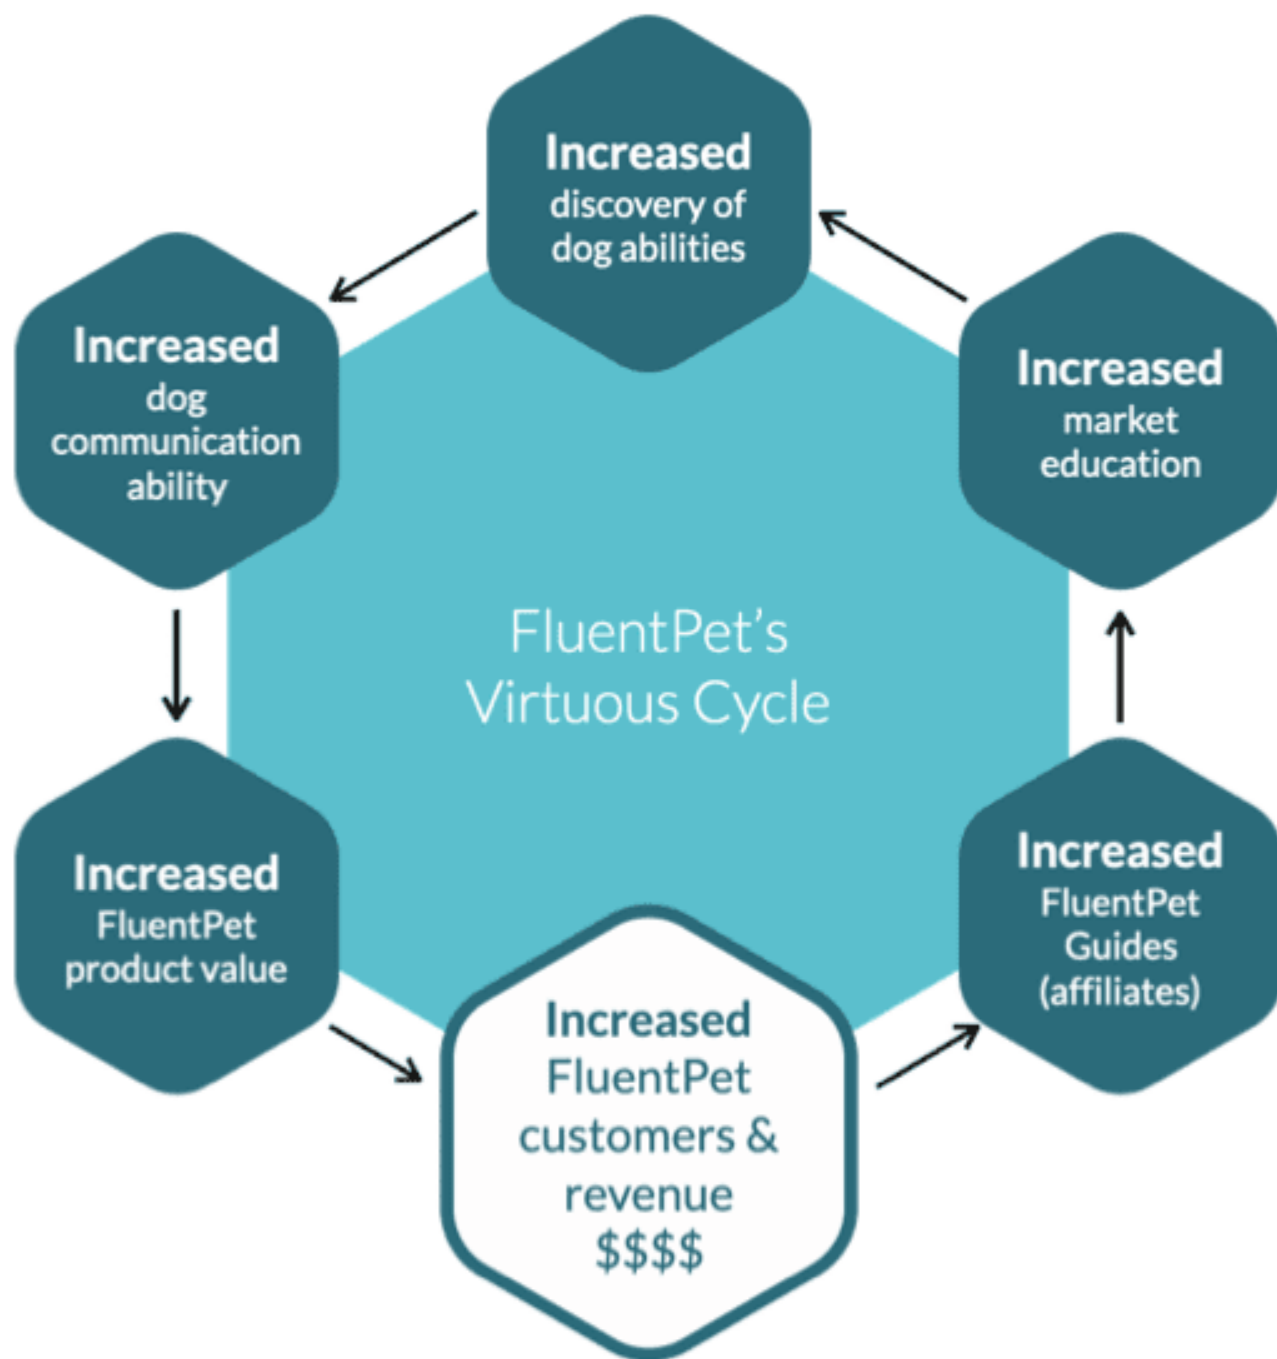 Increased
discovery of
dog abilities
Increased
dog
communication
ability
Increased
market
education
FluentPet’s
Virtuous Cycle
Increased
FluentPet
product value
Increased
FluentPet
Guides
(affiliates)
Increased
FluentPet
customers &
revenue
$$$$